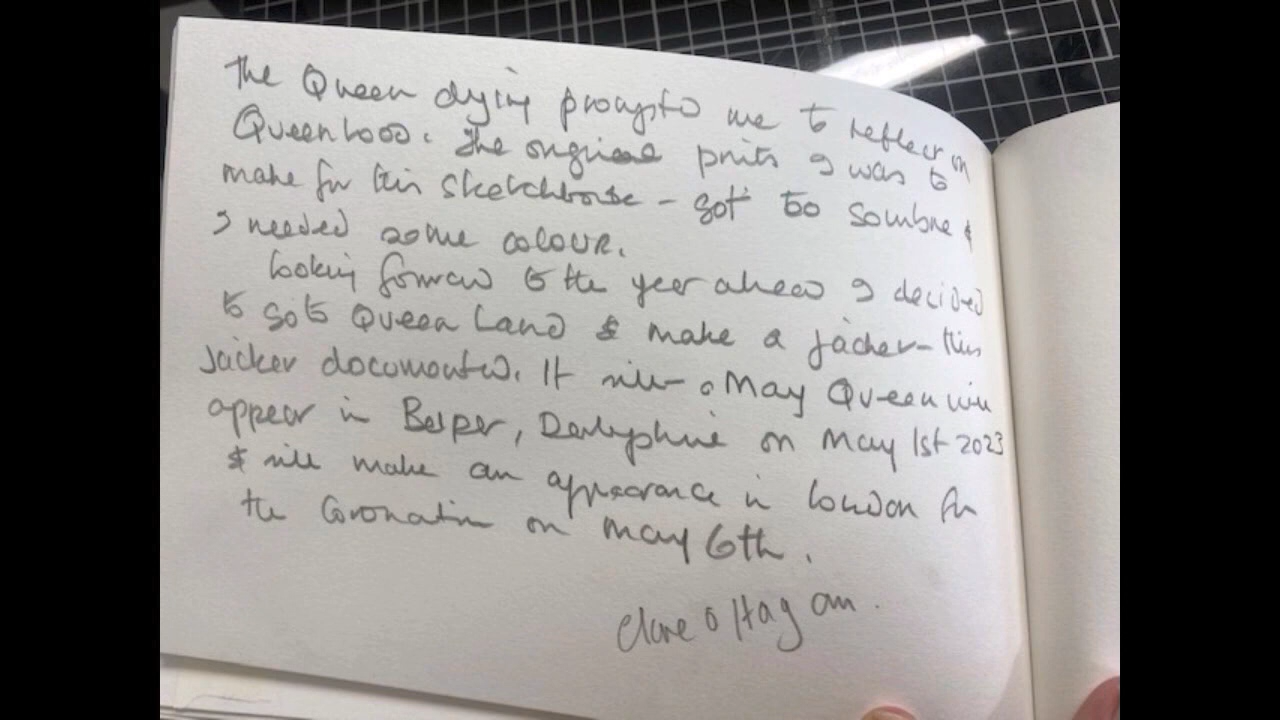 the Queen dying prompted me to reflect on
Queenhood. The original prints I was to
make for this sketchbook - got too sombre &
I needed some colour.
looking forward to the year ahead I decided
to go to Queen Land & make a jacket - this
jacket documented. It a May Queen will
appear in Belper, Derbyshire on May 1st 2023
& will make an appearance in London for
the Coronation on May 6th.
Clare O Hagan.